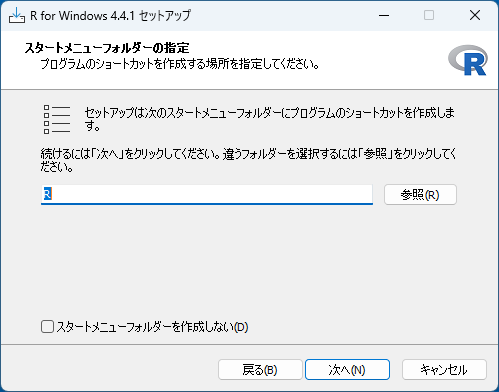 R for Windows 4.4.1 セットアップ
スタートメニューフォルダーの指定
プログラムのショートカットを作成する場所を指定してください。
R
セットアップは次のスタートメニューフォルダーにプログラムのショートカットを作成しま
す。
続けるには「次へ」をクリックしてください。違うフォルダーを選択するには「参照」をクリックしてく
ださい。
R
参照(R)
スタートメニューフォルダーを作成しない(D)
戻る(B)
次へ(N)
キャンセル